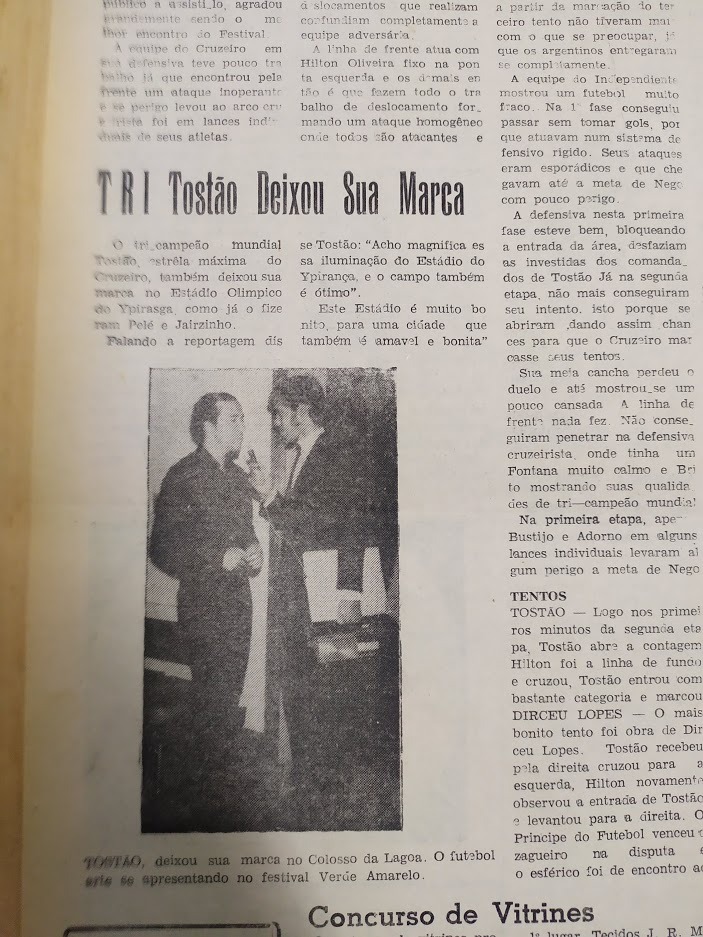 público a assisti_lo, agradou
grandemente sendo o me
lhor encontro do Festival.
A equipe do Cruzeiro em
sua defensiva teve pouco tra
balho já que encontrou pela
frente um ataque inoperante
e se perigo levou ao arco cru
zeirista foi em lances indi-
duais de seus atletas.
d slocamentos que realizam
confundiam completamente a
equipe adversária.
A linha de frente atua com
Hilton Oliveira fixo na pon
ta esquerda e os demais en
tão é que fazem todo o tra
balho de deslocamento for_
mando um ataque homogêneo
onde todos são atacantes e
TRI Tostão Deixou Sua Marca
O tri_campeão mundial
Tostão, estrêla máxima do
Cruzeiro, também deixou sua
marca no Estádio Olimpico
do Ypirasga, como já o fize
ram Pelé e Jairzinho.
Falando a reportagem dis
se Tostão: “Acho magnifica es
sa iluminação do Estádio do
Ypiranga, e o campo também
é ótimo”.
Este Estádio é muito bo
nito, para uma cidade que
também é amavel e bonita”
TOSTÃO, deixou sua marca no Colosso da Lagoa. O futebol
arte se apresentando no festival Verde Amarelo.
a partir da marcação do ter
ceiro tento não tiveram mai
com o que se preocupar, já
que os argentinos entregaram
se completamente.
A equipe do Independiente
mostrou um futebol muito
fraco. Na 1ª fase conseguiu
passar sem tomar gols, por
que atuavam num sistema de
fensivo rigido. Seus ataques
eram esporádicos e que che
gavam até a meta de Nego
com pouco perigo.
A defensiva nesta primeira
fase esteve bem, bloqueando
a entrada da área, desfaziam
as investidas dos comanda_
dos de Tostão Já na segunda
etapa, não mais conseguiram
seu intento. isto porque se
abriram ,dando assim chan
ces para que o Cruzeiro mar
casse seus tentos.
Sua meia cancha perdeu o
duelo e até mostrou_se um
pouco cansada A linha de
frente nada fez. Não conse_
guiram penetrar na defensiva
cruzeirista, onde tinha um
Fontana muito calmo e Bri
to mostrando suas qualida
des de tri—campeão mundial
Na primeira etapa, ape-
Bustijo e Adorno em alguns
lances individuais levaram al
gum perigo a meta de Nego
TENTOS
TOSTÃO — Logo nos primei
ros minutos da segunda eta
pa, Tostão abre a contagem
Hilton foi a linha de fundo
e cruzou, Tostão entrou com
bastante categoria e marcou
DIRCEU LOPES — O mais
bonito tento foi obra de Dir
ceu Lopes. Tostão recebeu
pela direita cruzou para a
esquerda, Hilton novamente
observou a entrada de Tostão
e levantou para a direita. O
Principe do Futebol venceu o
zagueiro na disputa e
o esférico foi de encontro ao
Concurso de Vitrines
1º lugar, Tecidos J. R. M